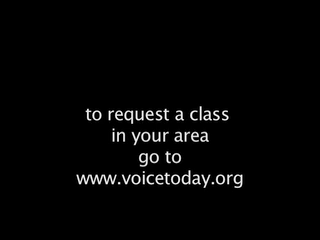 to request a class
in your area
go to
www.voicetoday.org